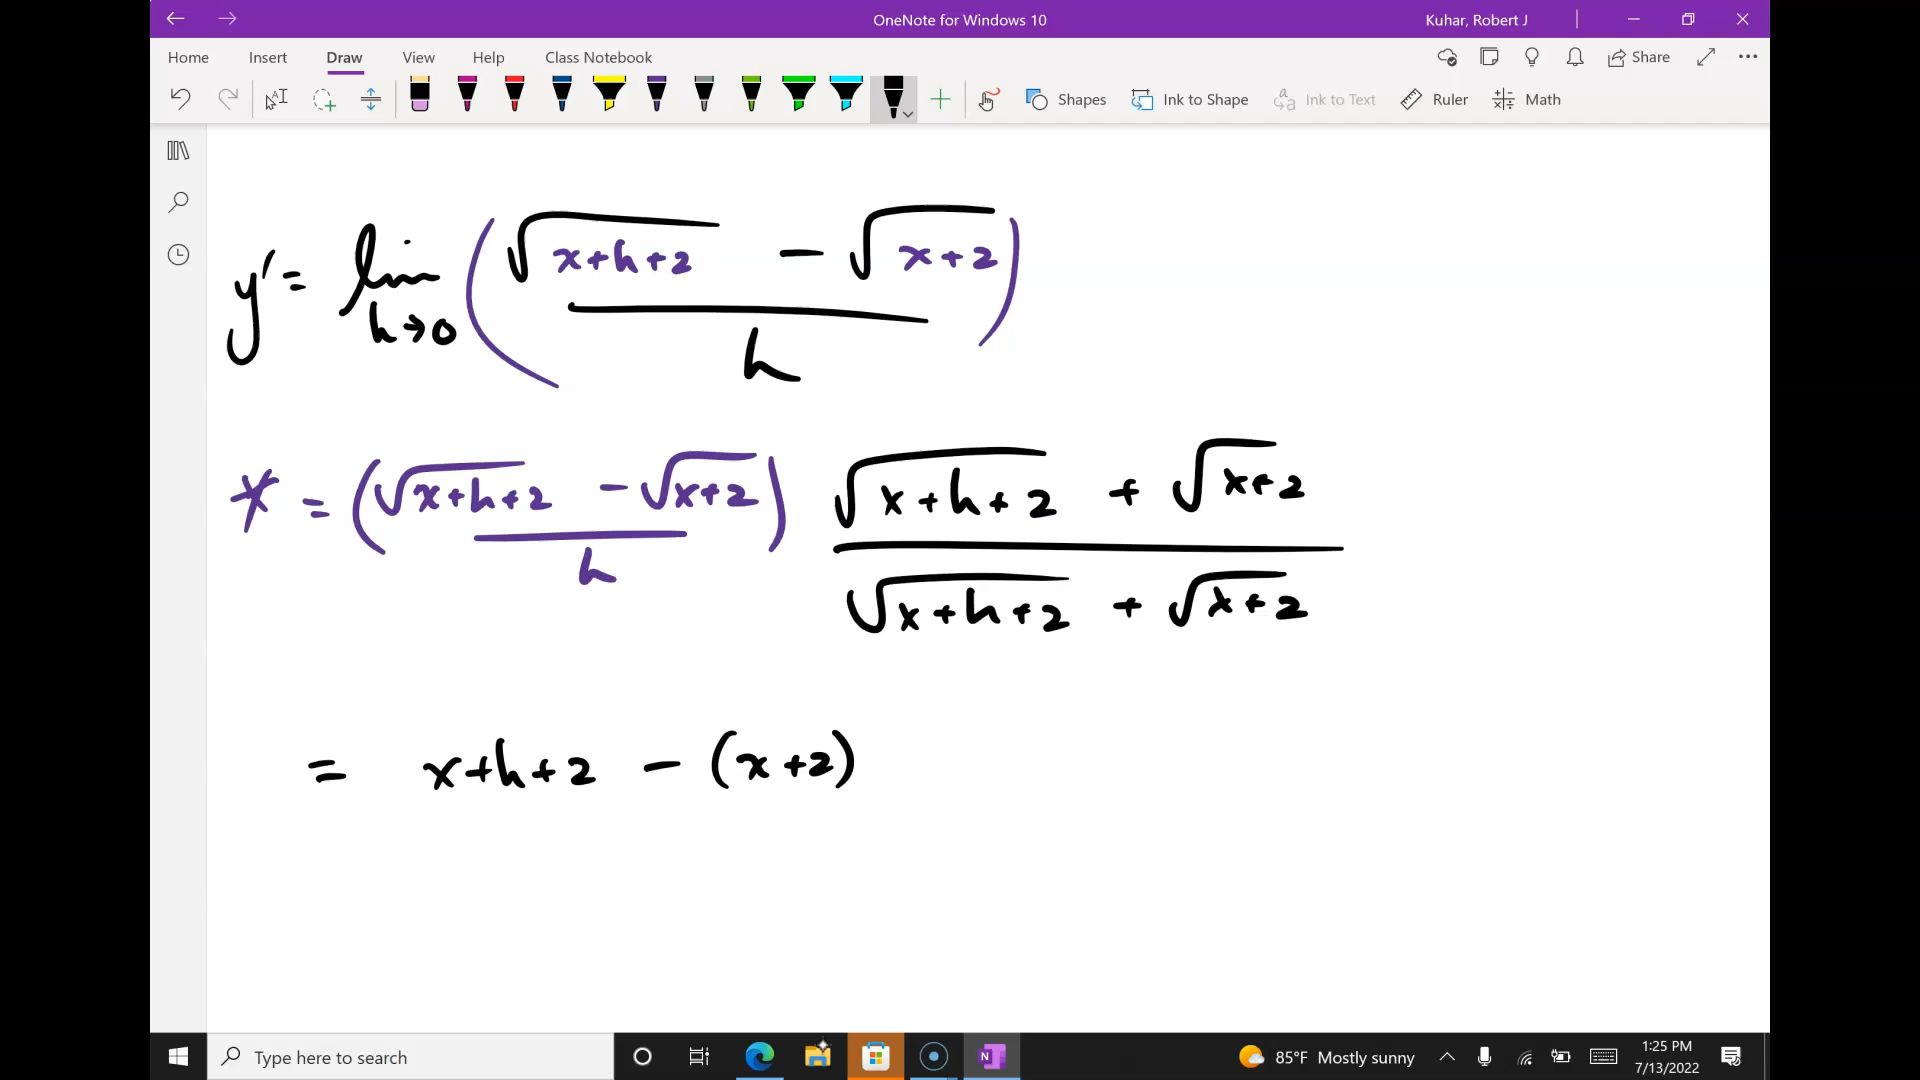 OneNote for Windows 10
Kuhar, Robert J
Home Insert Draw View Help Class Notebook
Share
Shapes Ink to Shape Ink to Text Ruler Math
y' = lim h→0 ( (√(x+h+2) - √(x+2)) / h )
* = ( (√(x+h+2) - √(x+2)) / h ) (√(x+h+2) + √(x+2)) / (√(x+h+2) + √(x+2))
= x+h+2 - (x+2)
Type here to search
85°F Mostly sunny
1:25 PM
7/13/2022